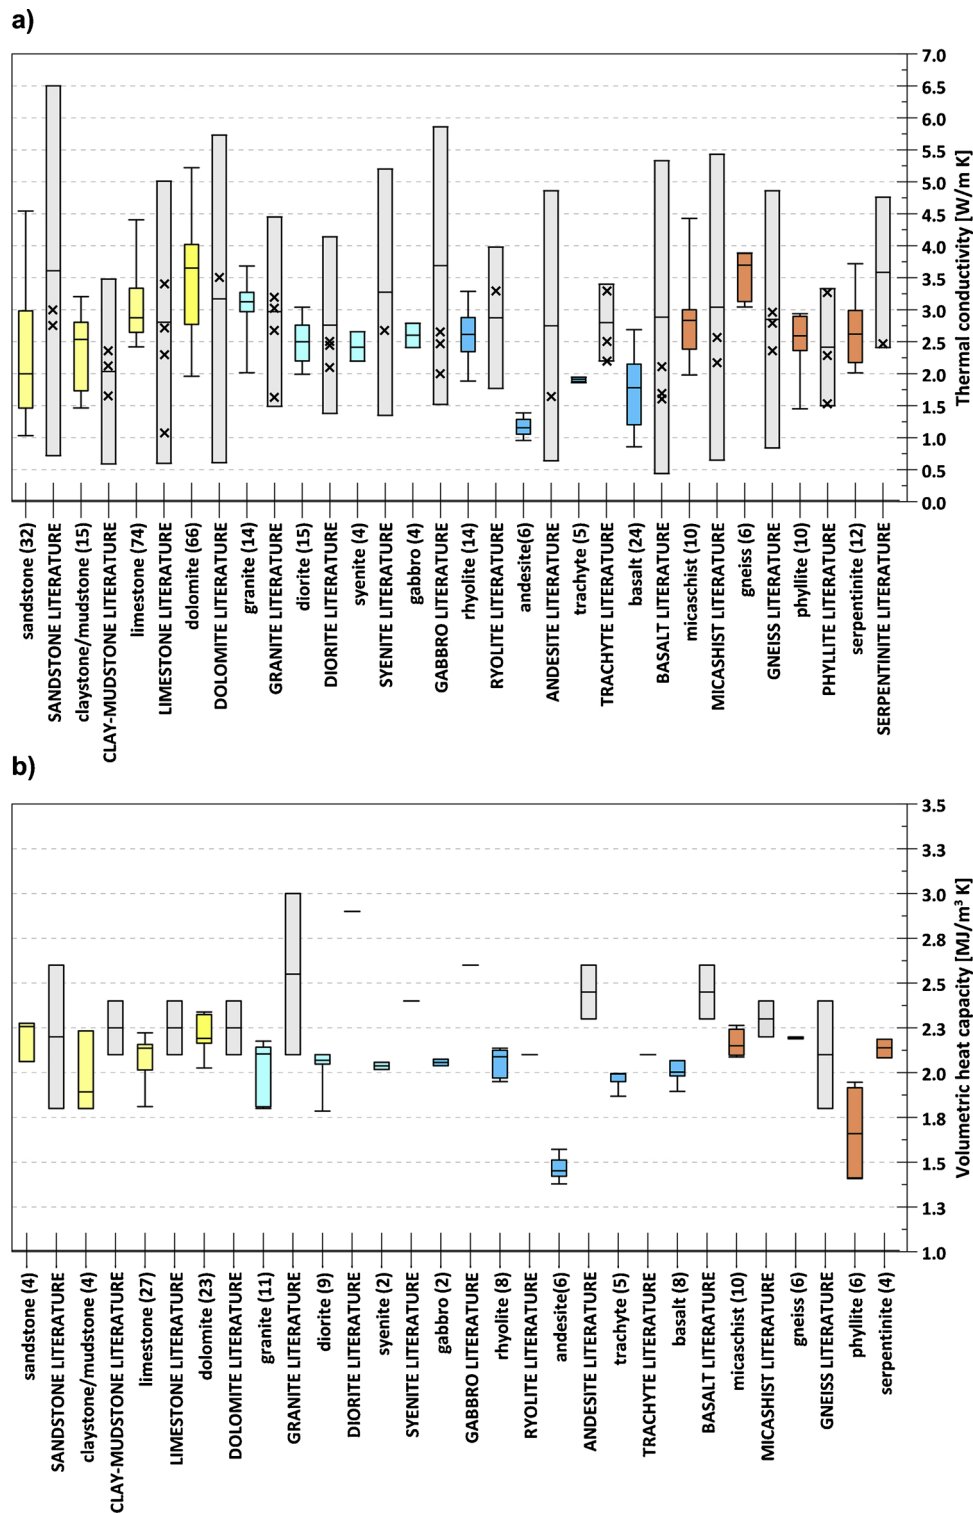 a)
7.0
6.5
6.0
5.5
5.0
4.5
4.0
3.5
3.0
2.5
2.0
1.5
1.0
0.5
0.0
Thermal conductivity [W/m K]
sandstone (32)
SANDSTONE LITERATURE
claystone/mudstone (15)
CLAY-MUDSTONE LITERATURE
limestone (74)
LIMESTONE LITERATURE
dolomite (66)
DOLOMITE LITERATURE
granite (14)
GRANITE LITERATURE
diorite (15)
DIORITE LITERATURE
syenite (4)
SYENITE LITERATURE
gabbro (4)
GABBRO LITERATURE
rhyolite (14)
RYOLITE LITERATURE
andesite(6)
ANDESITE LITERATURE
trachyte (5)
TRACHYTE LITERATURE
basalt (24)
BASALT LITERATURE
micaschist (10)
MICASHIST LITERATURE
gneiss (6)
GNEISS LITERATURE
phyllite (10)
PHYLLITE LITERATURE
serpentinite (12)
SERPENTINITE LITERATURE
b)
3.5
3.3
3.0
2.8
2.5
2.3
2.0
1.8
1.5
1.3
1.0
Volumetric heat capacity [MJ/m³ K]
sandstone (4)
SANDSTONE LITERATURE
claystone/mudstone (4)
CLAY-MUDSTONE LITERATURE
limestone (27)
LIMESTONE LITERATURE
dolomite (23)
DOLOMITE LITERATURE
granite (11)
GRANITE LITERATURE
diorite (9)
DIORITE LITERATURE
syenite (2)
SYENITE LITERATURE
gabbro (2)
GABBRO LITERATURE
rhyolite (8)
RYOLITE LITERATURE
andesite(6)
ANDESITE LITERATURE
trachyte (5)
TRACHYTE LITERATURE
basalt (8)
BASALT LITERATURE
micaschist (10)
MICASHIST LITERATURE
gneiss (6)
GNEISS LITERATURE
phyllite (6)
serpentinite (4)